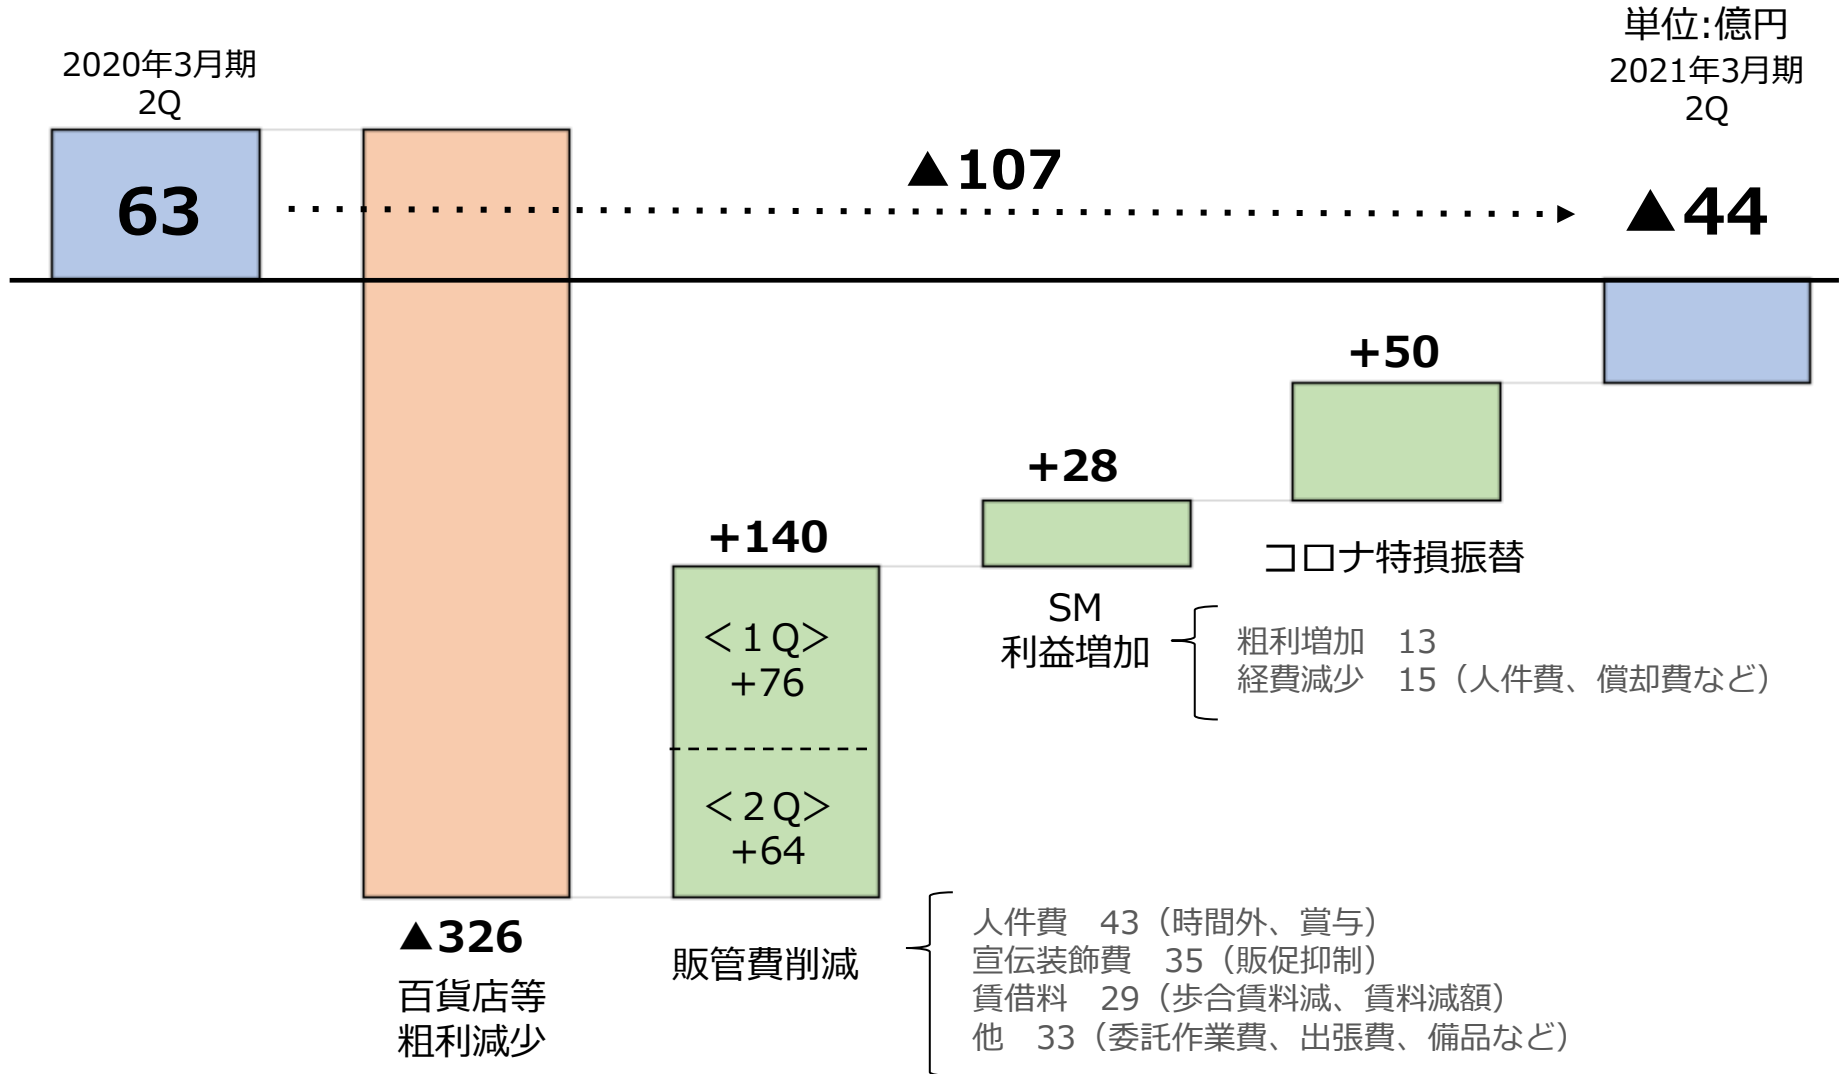 単位:億円
2020年3月期
2Q
2021年3月期
2Q
63
▲107
▲44
+50
+28
+140
コロナ特損振替
SM
利益増加
粗利増加　13
経費減少　15（人件費、償却費など）
＜１Q＞
+76
＜２Q＞
+64
▲326
百貨店等
粗利減少
販管費削減
人件費　43（時間外、賞与）
宣伝装飾費　35（販促抑制）
賃借料　29（歩合賃料減、賃料減額）
他　33（委託作業費、出張費、備品など）